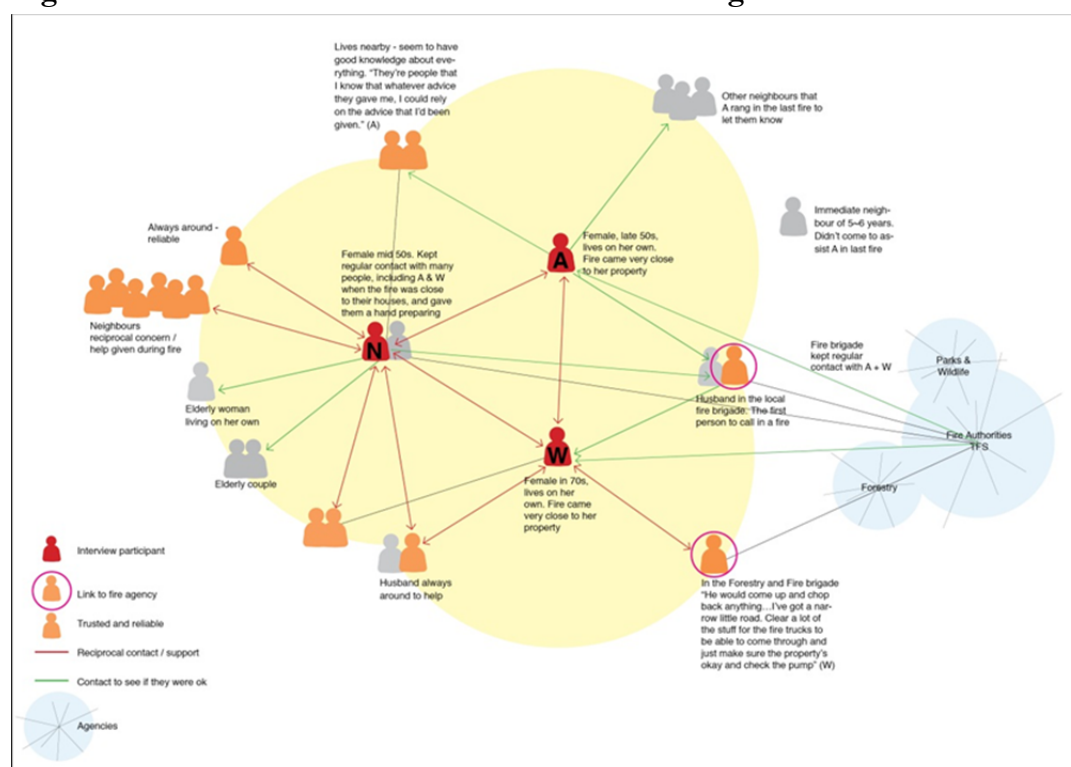 Lives nearby - seem to have
good knowledge about eve-
rything. “They're people that
I know that whatever advice
they gave me, I could rely
on the advice that I'd been
given.” (A)
Other neighbours that
A rang in the last fire to
let them know
Immediate neigh-
bour of 5~6 years.
Didn't come to as-
sist A in last fire
Always around -
reliable
Female, late 50s,
lives on her own.
Fire came very close
to her property
A
Female mid 50s. Kept
regular contact with many
people, including A & W
when the fire was close
to their houses, and gave
them a hand preparing
N
Neighbours
reciprocal concern /
help given during fire
Fire brigade
kept regular
contact with A + W
Parks &
Wildlife
Husband in the local
fire brigade. The first
person to call in a fire
Elderly woman
living on her own
Fire Authorities
TFS
W
Elderly couple
Female in 70s,
lives on her
own. Fire came
very close to her
property
Forestry
Husband always
around to help
In the Forestry and Fire brigade
“He would come up and chop
back anything...I've got a nar-
row little road. Clear a lot of
the stuff for the fire trucks to
be able to come through and
just make sure the property's
okay and check the pump” (W)
Interview participant
Link to fire agency
Trusted and reliable
Reciprocal contact / support
Contact to see if they were ok
Agencies